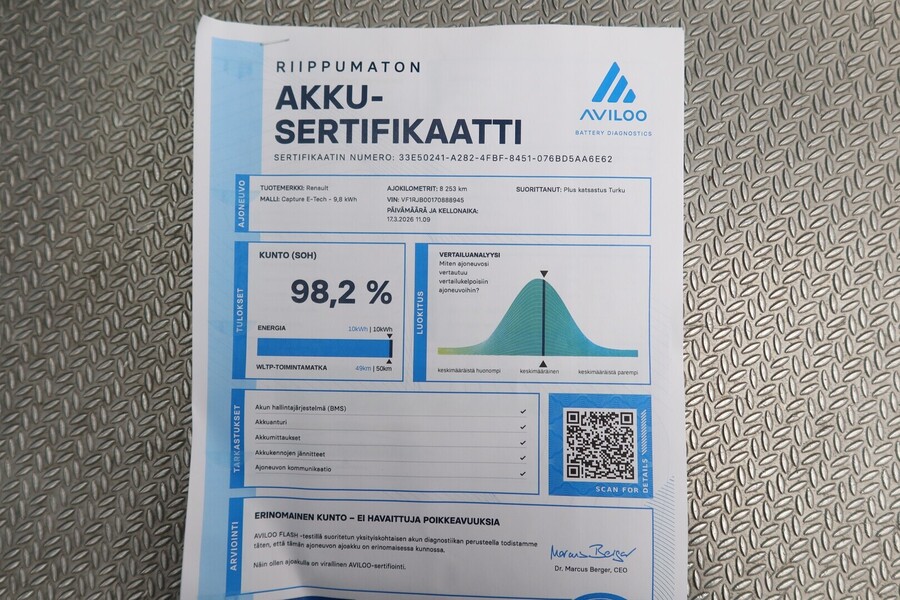 RIIPPUMATON
AKKU-
SERTIFIKAATTI
SERTIFIKAATIN NUMERO: 33E50241-A282-4FBF-8451-076BD5AA6E62
AVILOO
BATTERY DIAGNOSTICS
AJONEUVO
TUOTEMERKKI: Renault
MALLI: Capture E-Tech - 9,8 kWh
AJOKILOMETRIT: 8 253 km
VIN: VF1RJB00170888945
PÄIVÄMÄÄRÄ JA KELLONAIKA:
17.3.2026 11.09
SUORITTANUT: Plus katsastus Turku
TULOKSET
KUNTO (SOH)
98,2 %
ENERGIA
10kWh | 10kWh
WLTP-TOIMINTAMATKA
49km | 50km
LUOKITUS
VERTAILUANALYYSI
Miten ajoneuvosi
vertautuu
vertailukelpoisiin
ajoneuvoihin?
keskimääräistä huonompi
keskimääräinen
keskimääräistä parempi
TARKASTUKSET
Akun hallintajärjestelmä (BMS)
Akkuanturi
Akkumittaukset
Akkukennojen jännitteet
Ajoneuvon kommunikaatio
SCAN FOR DETAILS
ARVIOINTI
ERINOMAINEN KUNTO – EI HAVAITTUJA POIKKEAVUUKSIA
AVILOO FLASH -testillä suoritetun yksityiskohtaisen akun diagnostiikan perusteella todistamme
täten, että tämän ajoneuvon ajoakku on erinomaisessa kunnossa.
Näin ollen ajoakulla on virallinen AVILOO-sertifiointi.
Marcus Berger
Dr. Marcus Berger, CEO